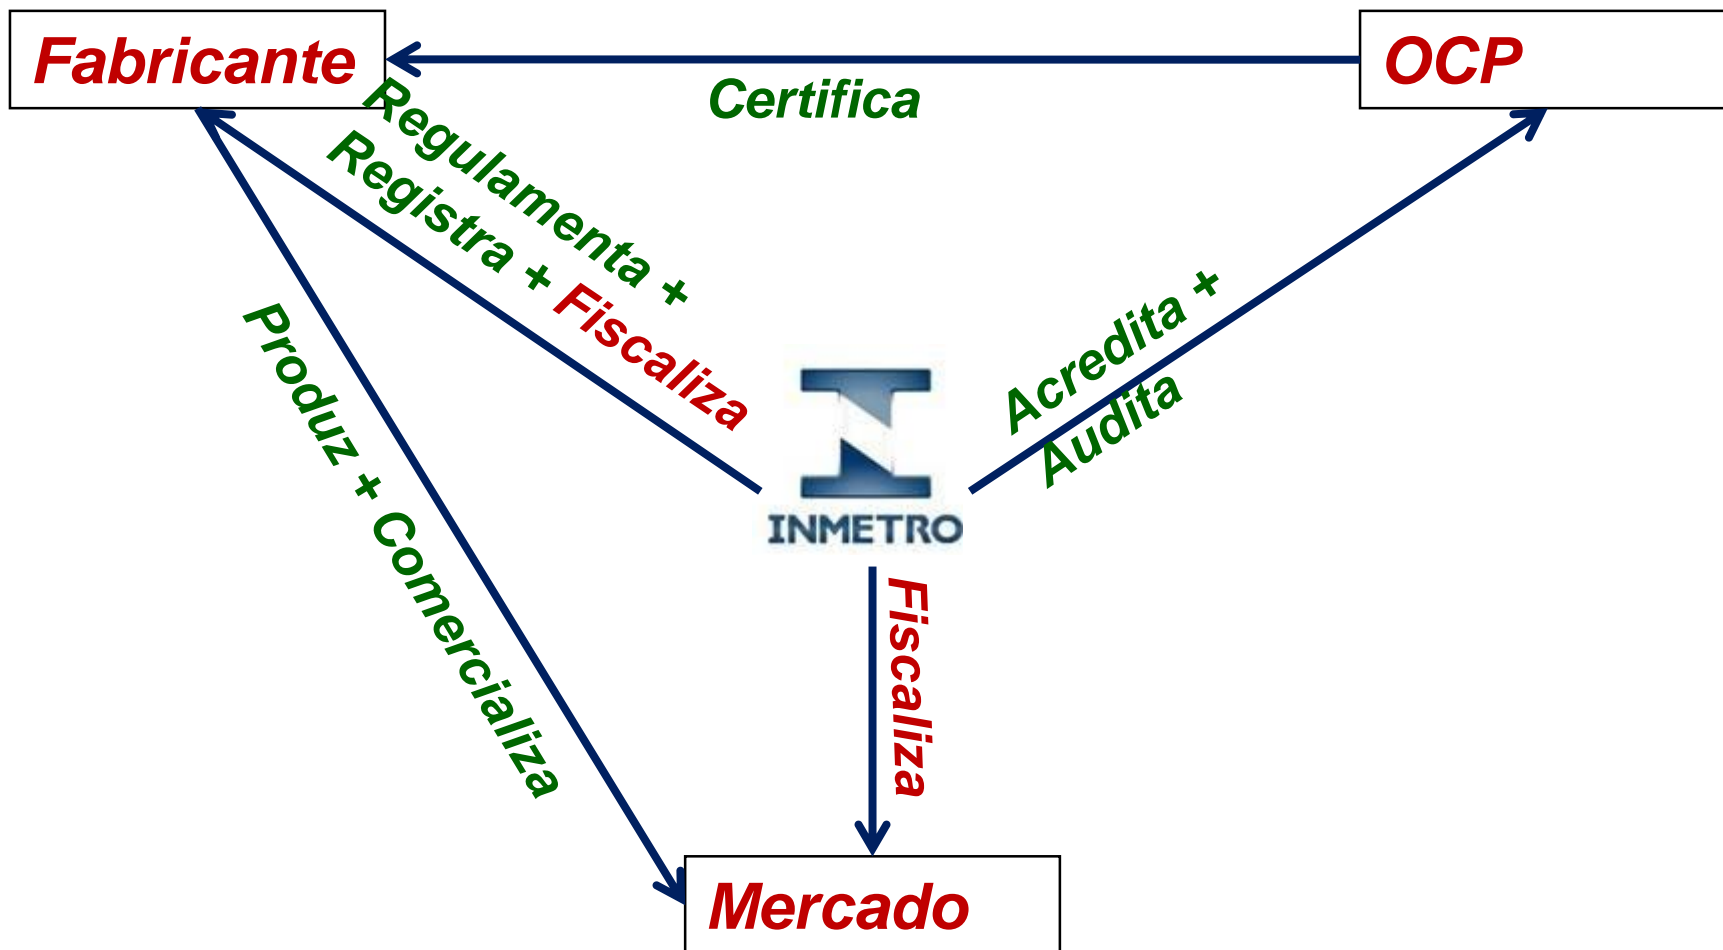 Fabricante
OCP
Certifica
Regulamenta +
Registra + Fiscaliza
Acredita +
Audita
Produz + Comercializa
INMETRO
Fiscaliza
Mercado